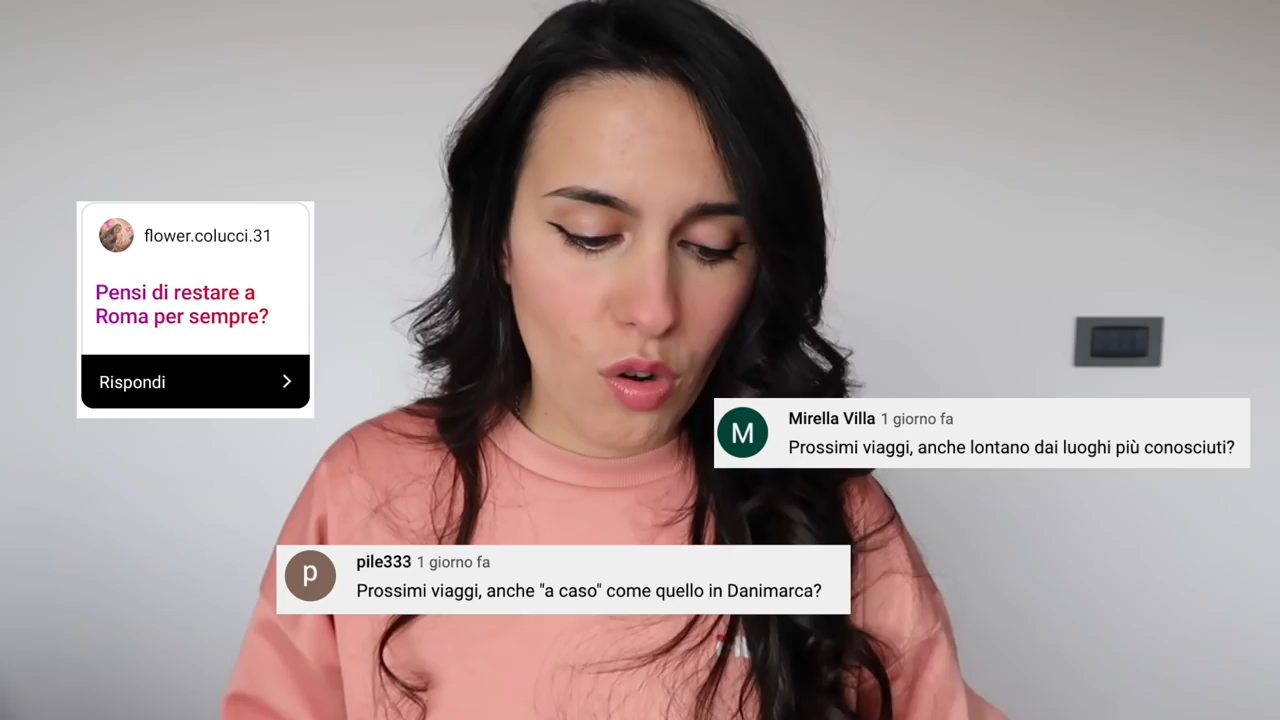 flower.colucci.31
Pensi di restare a
Roma per sempre?
Rispondi
M
Mirella Villa 1 giorno fa
Prossimi viaggi, anche lontano dai luoghi più conosciuti?
p
pile333 1 giorno fa
Prossimi viaggi, anche "a caso" come quello in Danimarca?